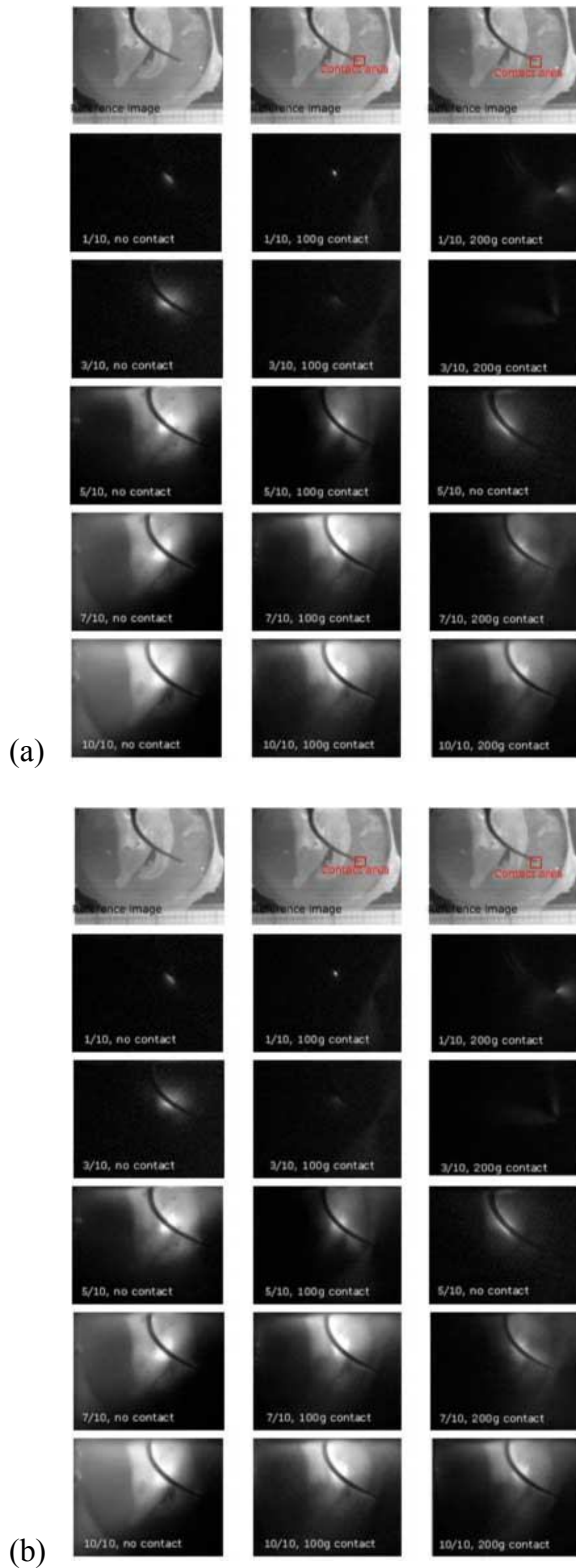 Contact area
Contact area
Reference Image
Reference Image
Reference Image
1/10, no contact
1/10, 100g contact
1/10, 200g contact
3/10, no contact
3/10, 100g contact
3/10, 200g contact
5/10, no contact
5/10, 100g contact
5/10, no contact
7/10, no contact
7/10, 100g contact
7/10, 200g contact
10/10, no contact
10/10, 100g contact
10/10, 200g contact
(a)
Contact area
Contact area
Reference Image
Reference Image
Reference Image
1/10, no contact
1/10, 100g contact
1/10, 200g contact
3/10, no contact
3/10, 100g contact
3/10, 200g contact
5/10, no contact
5/10, 100g contact
5/10, no contact
7/10, no contact
7/10, 100g contact
7/10, 200g contact
10/10, no contact
10/10, 100g contact
10/10, 200g contact
(b)